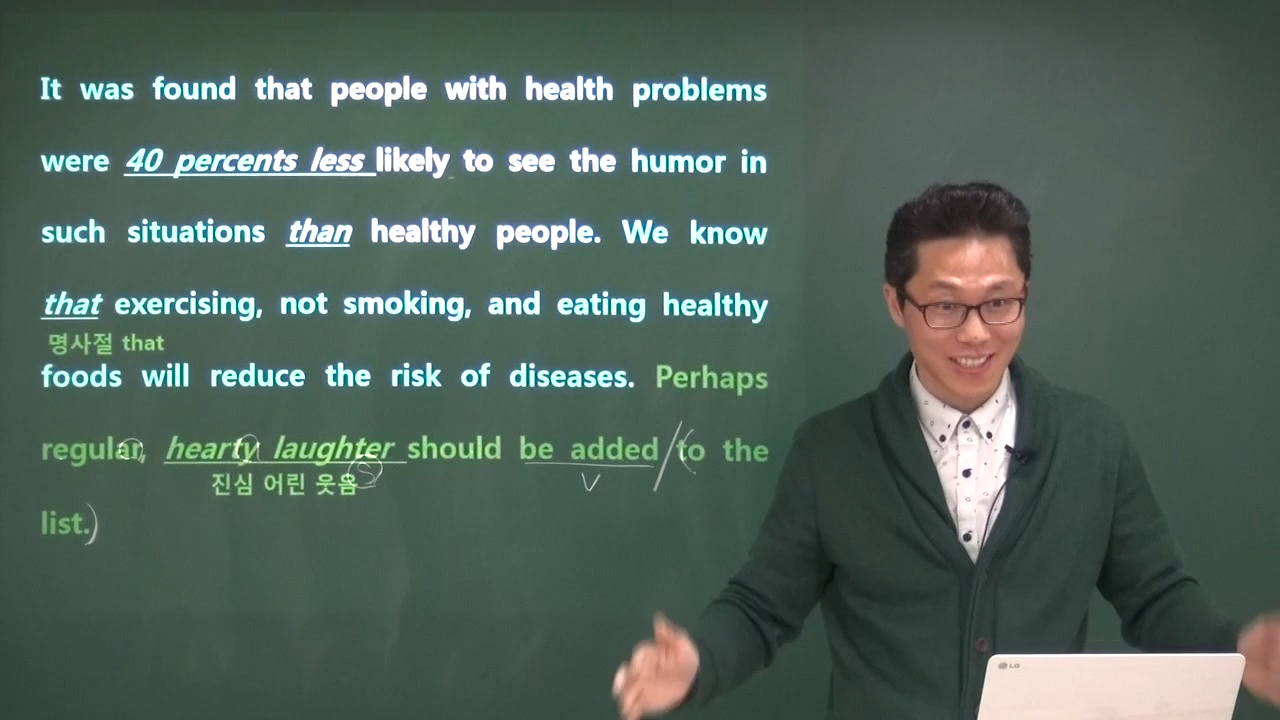 It was found that people with health problems
were 40 percents less likely to see the humor in
such situations than healthy people. We know
that exercising, not smoking, and eating healthy
명사절 that
foods will reduce the risk of diseases. Perhaps
regular, hearty laughter should be added / (to the
진심 어린 웃음 S V
list.)
LG